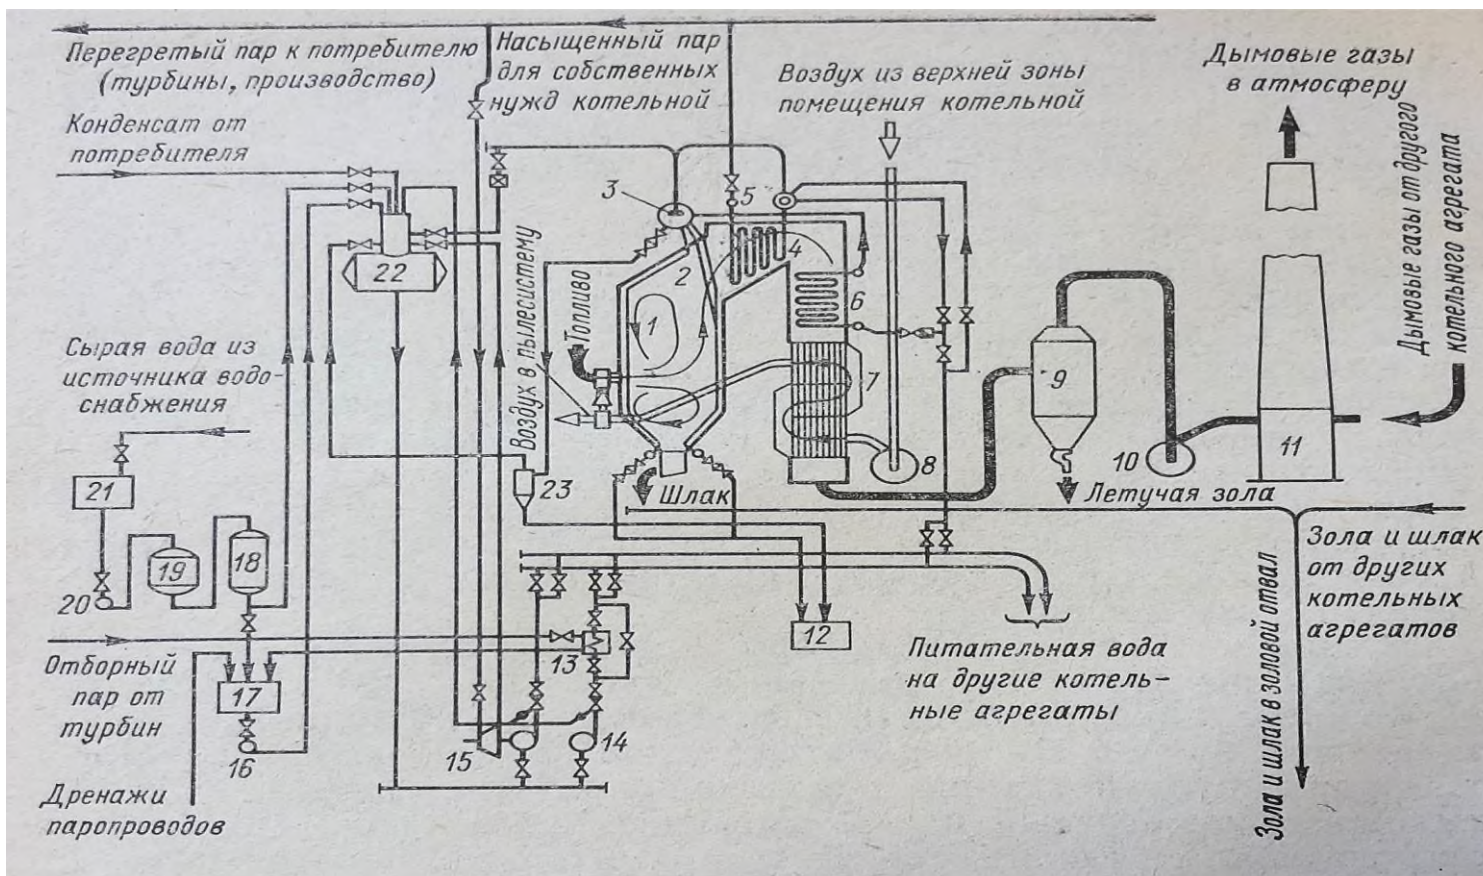 Перегретый пар к потребителю
(турбины, производство)
Насыщенный пар
для собственных
нужд котельной
Воздух из верхней зоны
помещения котельной
Дымовые газы
в атмосферу
Дымовые газы от другого
котельного агрегата
Конденсат от
потребителя
3
5
4
2
22
6
Топливо
1
Воздух в пылесистему
Сырая вода из
источника водо-
снабжения
7
9
8
10
11
21
23
Шлак
Летучая зола
19
18
20
Зола и шлак
от других
котельных
агрегатов
Зола и шлак в золовой отвал
12
13
Отборный
пар от
турбин
17
Питательная вода
на другие котель-
ные агрегаты
16
15
14
Дренажи
паропроводов